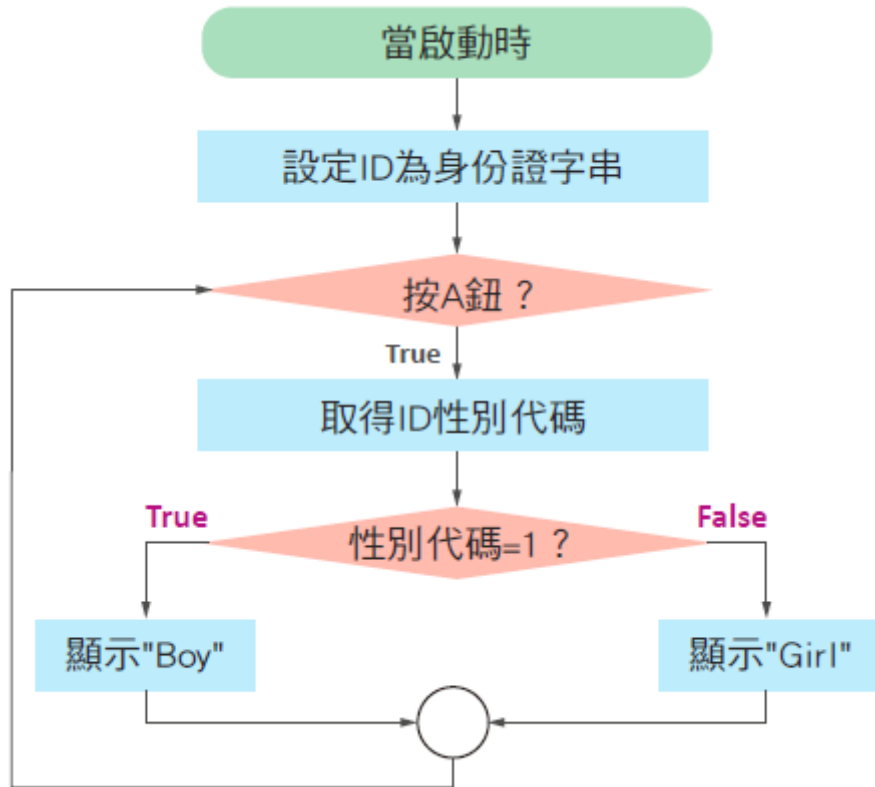 當啟動時
設定ID為身份證字串
按A鈕？
True
取得ID性別代碼
True
False
性別代碼=1？
顯示"Boy"
顯示"Girl"